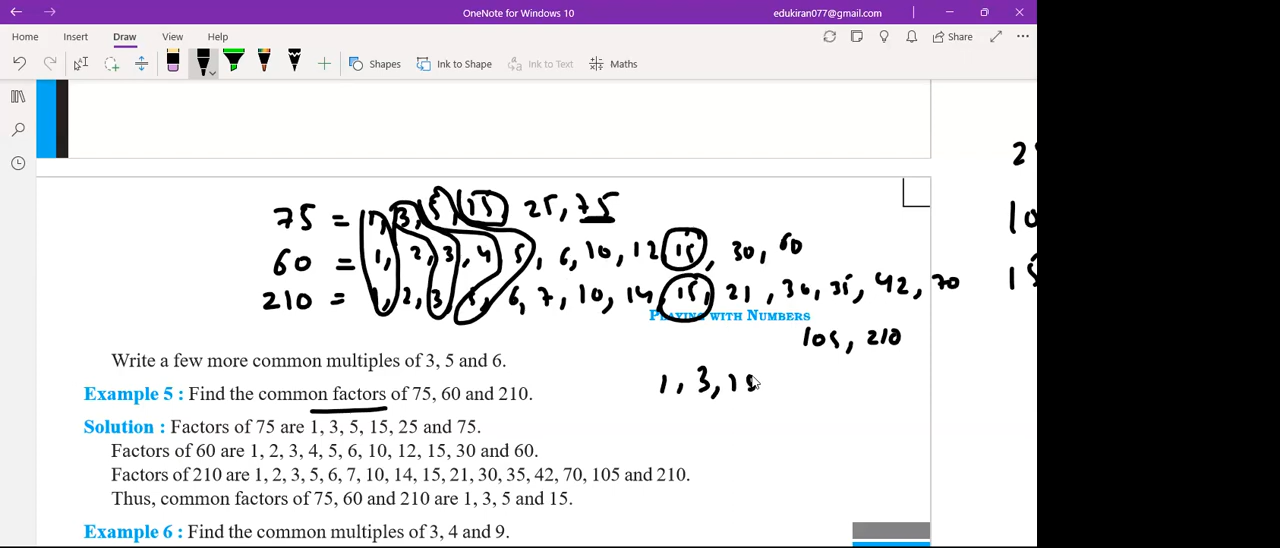 OneNote for Windows 10
edukiran077@gmail.com
Home Insert Draw View Help
Share
Shapes Ink to Shape Ink to Text Maths
75 = 1, 3, 5, 15, 25, 75
60 = 1, 2, 3, 4, 5, 6, 10, 12 15, 30, 60
210 = 1, 2, 3, 5, 6, 7, 10, 14, 15, 21, 30, 35, 42, 70
105, 210
PLAYING WITH NUMBERS
Write a few more common multiples of 3, 5 and 6.
1, 3, 15
Example 5 : Find the common factors of 75, 60 and 210.
Solution : Factors of 75 are 1, 3, 5, 15, 25 and 75.
Factors of 60 are 1, 2, 3, 4, 5, 6, 10, 12, 15, 30 and 60.
Factors of 210 are 1, 2, 3, 5, 6, 7, 10, 14, 15, 21, 30, 35, 42, 70, 105 and 210.
Thus, common factors of 75, 60 and 210 are 1, 3, 5 and 15.
Example 6 : Find the common multiples of 3, 4 and 9.